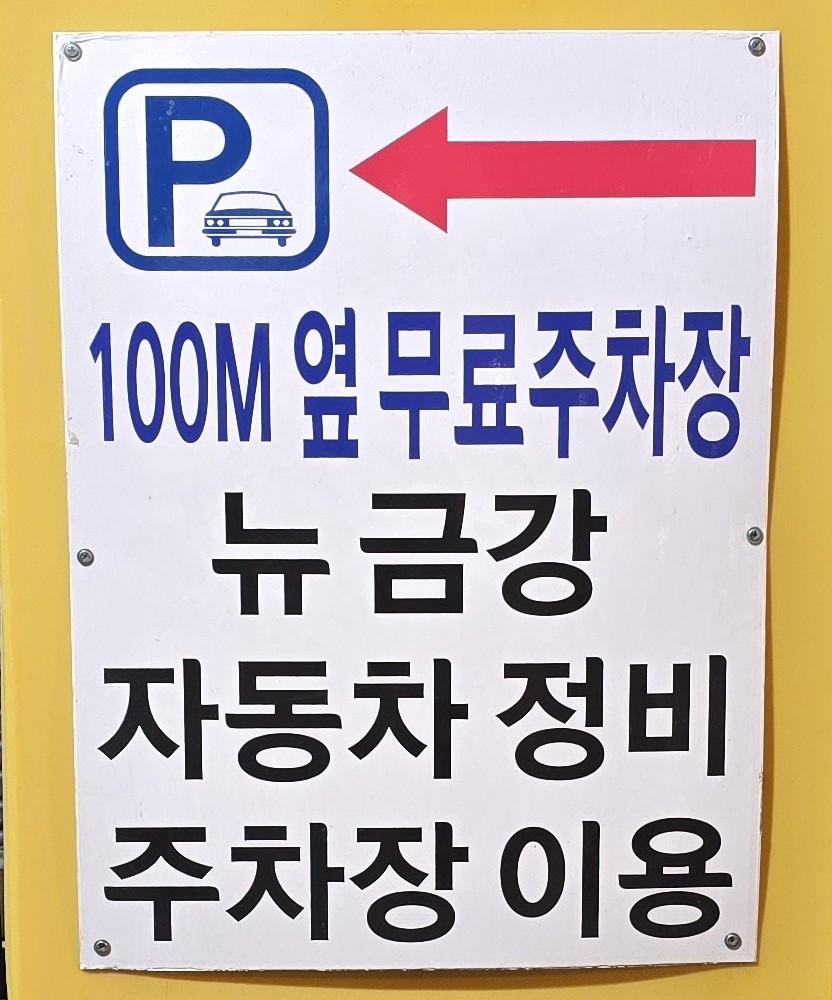 P
100M 옆 무료주차장
뉴 금강
자동차 정비
주차장 이용